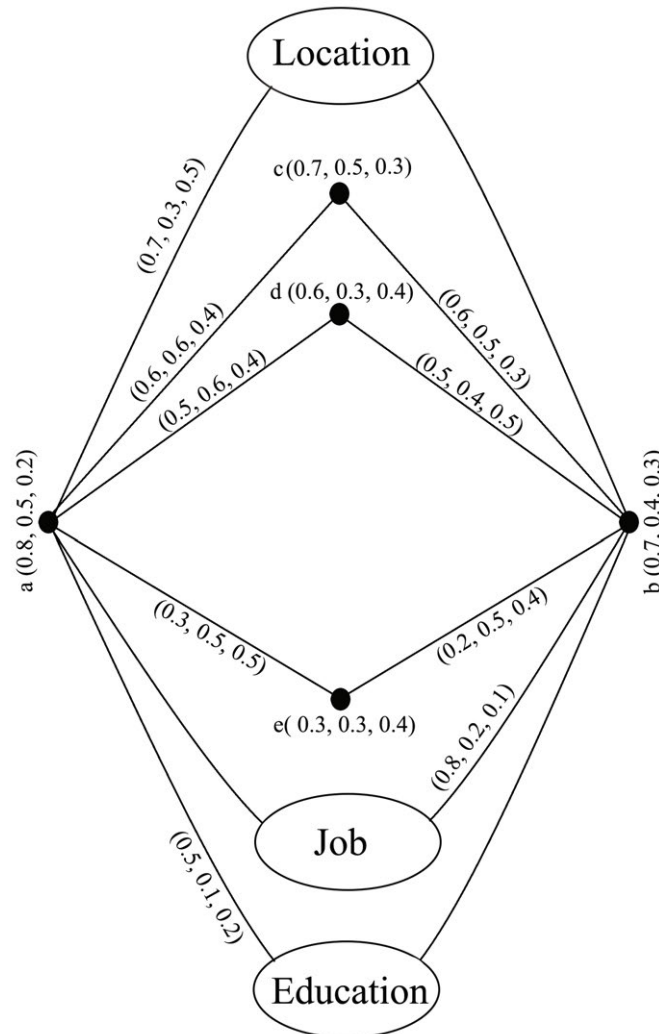 Location
(0.7, 0.3, 0.5)
c(0.7, 0.5, 0.3)
d (0.6, 0.3, 0.4)
(0.6, 0.6, 0.4)
(0.6, 0.5, 0.3)
(0.5, 0.6, 0.4)
(0.5, 0.4, 0.5)
a (0.8, 0.5, 0.2)
b (0.7, 0.4, 0.3)
(0.3, 0.5, 0.5)
(0.2, 0.5, 0.4)
e( 0.3, 0.3, 0.4)
(0.8, 0.2, 0.1)
Job
(0.5, 0.1, 0.2)
Education